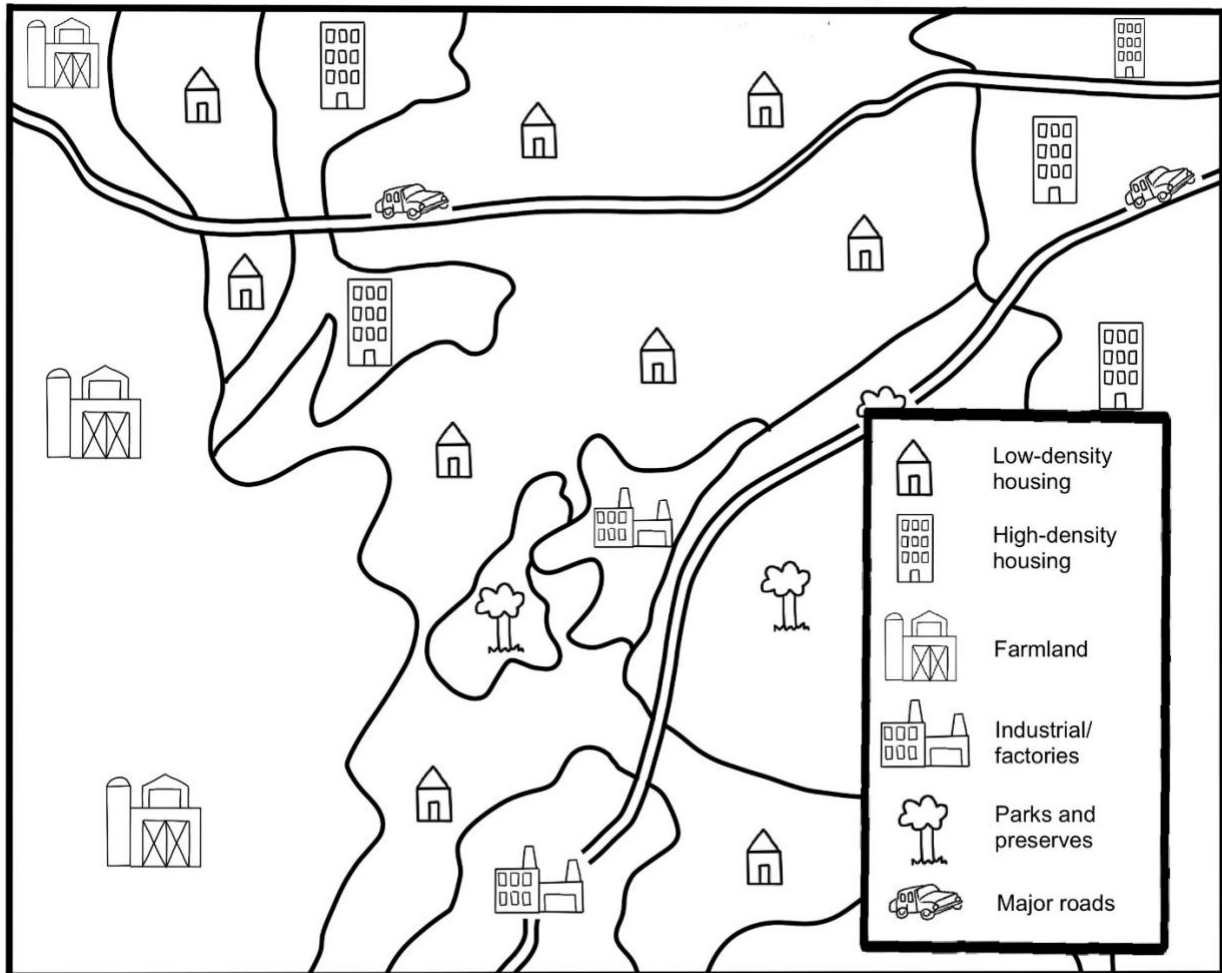 Low-density
housing
High-density
housing
Farmland
Industrial/
factories
Parks and
preserves
Major roads